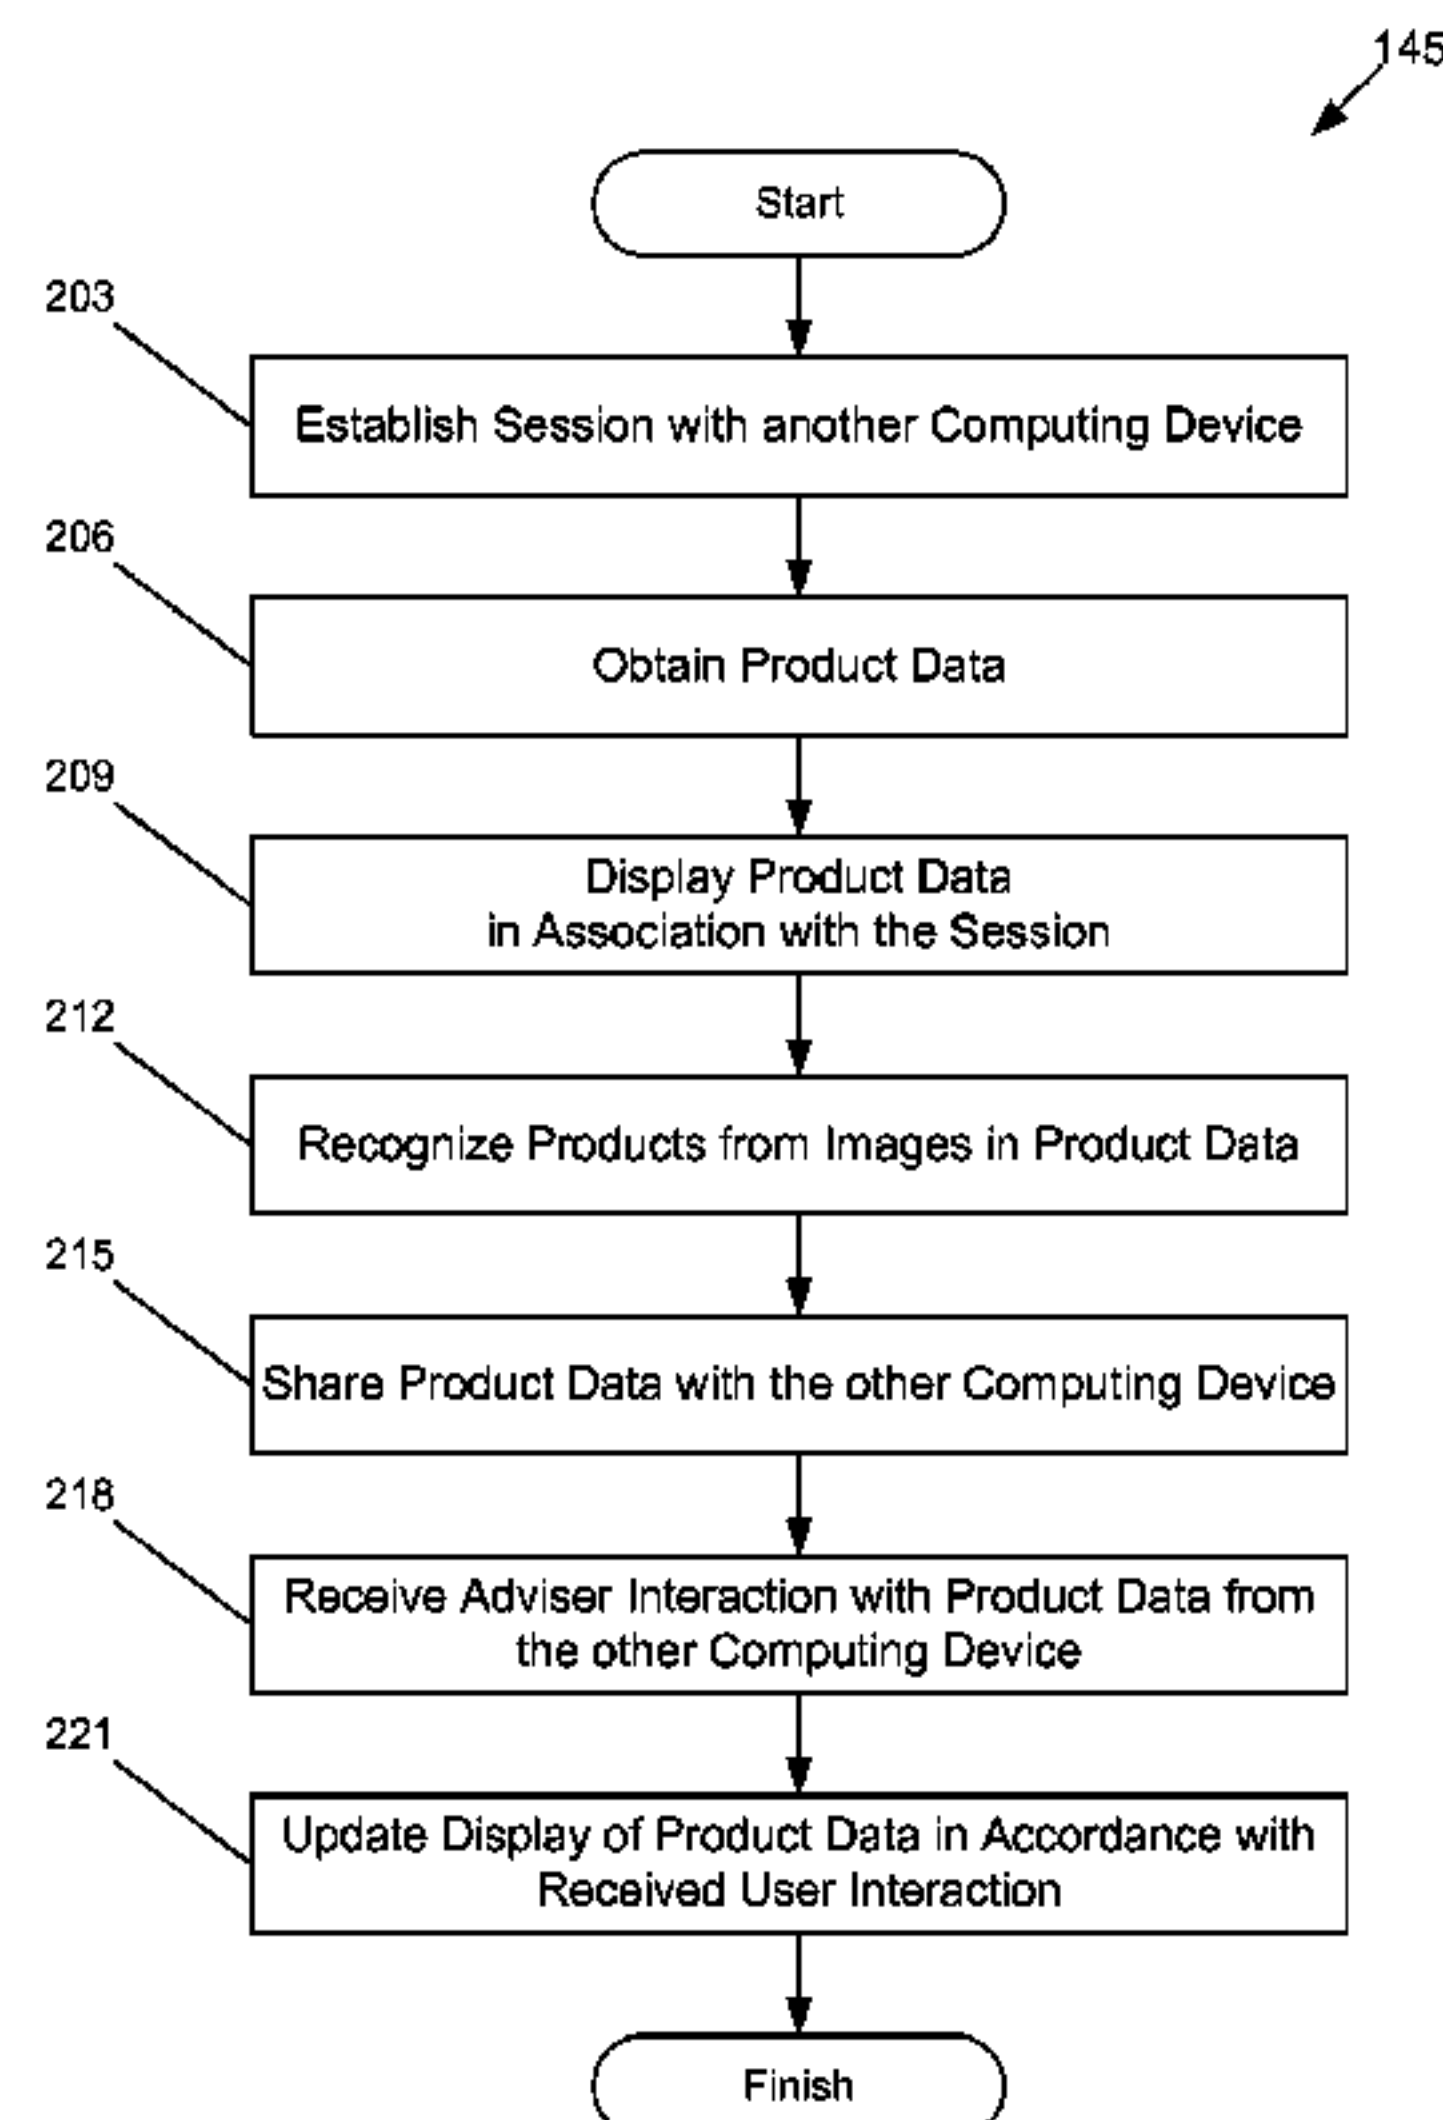 145
Start
203
Establish Session with another Computing Device
206
Obtain Product Data
209
Display Product Data
in Association with the Session
212
Recognize Products from Images in Product Data
215
Share Product Data with the other Computing Device
218
Receive Adviser Interaction with Product Data from
the other Computing Device
221
Update Display of Product Data in Accordance with
Received User Interaction
Finish